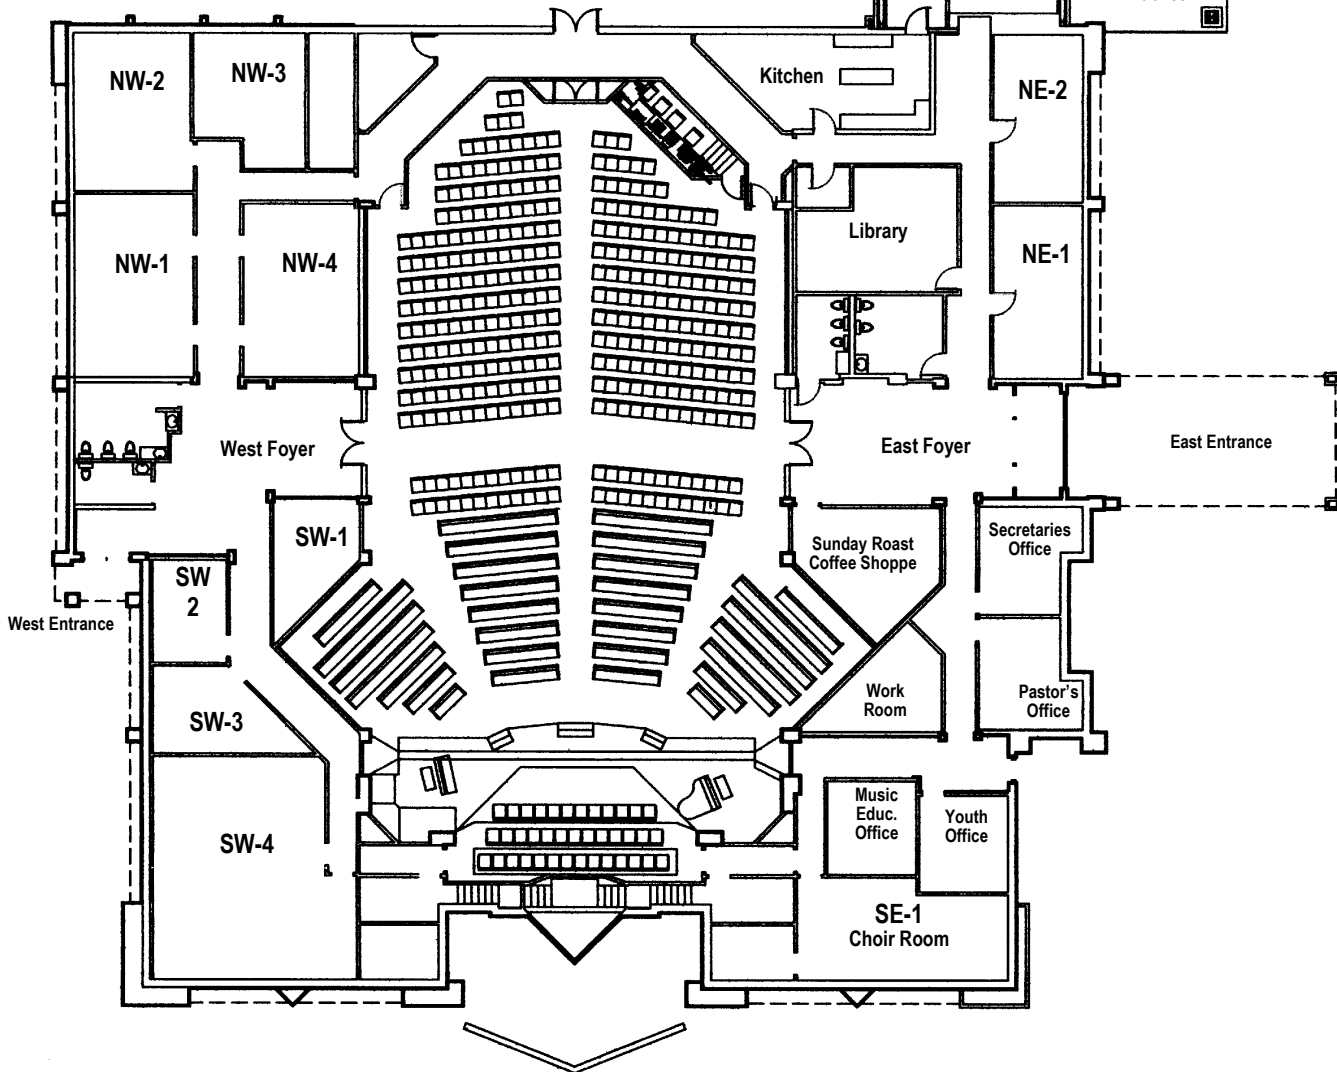 NW-2
NW-3
Kitchen
NE-2
NW-1
NW-4
Library
NE-1
West Foyer
East Foyer
East Entrance
SW-1
Sunday Roast
Coffee Shoppe
Secretaries
Office
SW
2
West Entrance
SW-3
Work
Room
Pastor's
Office
Music
Educ.
Office
Youth
Office
SW-4
SE-1
Choir Room